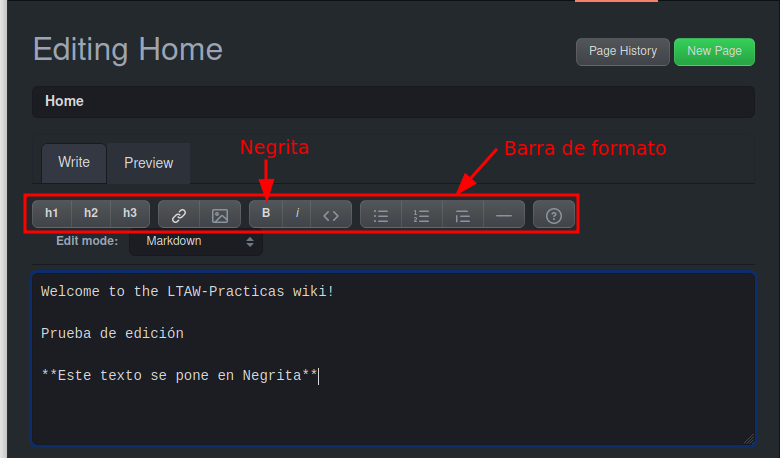 Editing Home
Page History New Page
Home
Negrita
Barra de formato
Write Preview
h1 h2 h3 B i
Edit mode: Markdown
Welcome to the LTAW-Practicas wiki!
Prueba de edición
**Este texto se pone en Negrita**